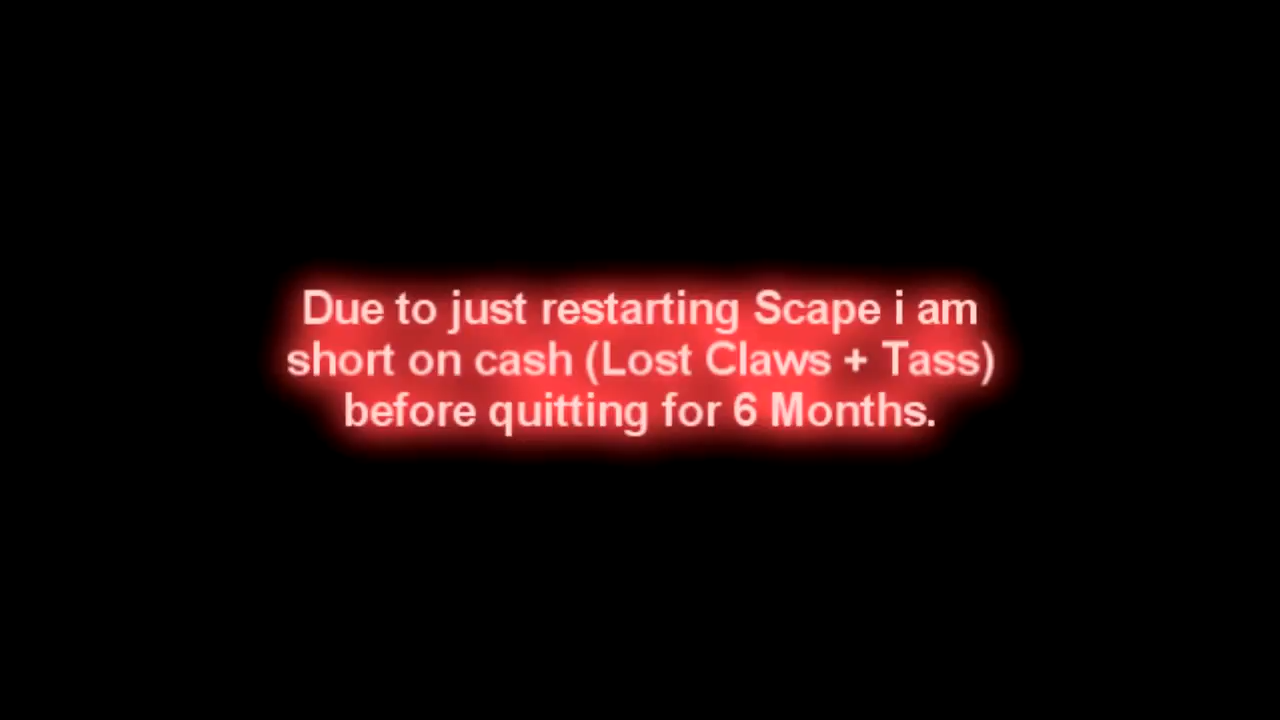 Due to just restarting Scape i am
short on cash (Lost Claws + Tass)
before quitting for 6 Months.